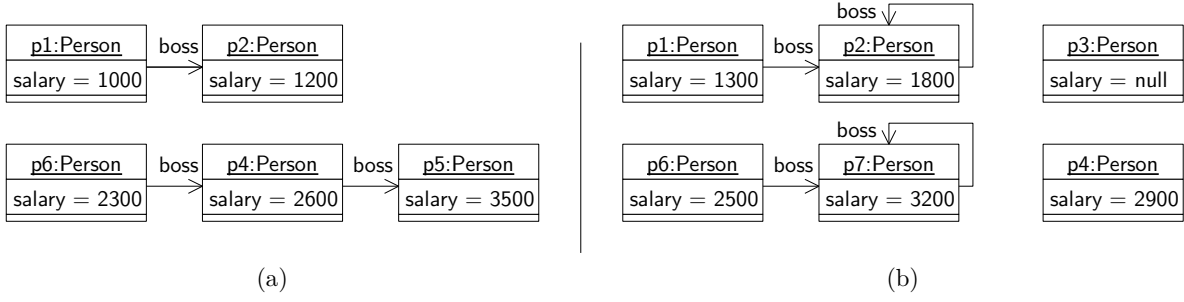 boss
p1:Person boss p2:Person p1:Person boss p2:Person p3:Person
salary = 1000 salary = 1200 salary = 1300 salary = 1800 salary = null
boss
p6:Person boss p4:Person boss p5:Person p6:Person boss p7:Person p4:Person
salary = 2300 salary = 2600 salary = 3500 salary = 2500 salary = 3200 salary = 2900
(a) (b)